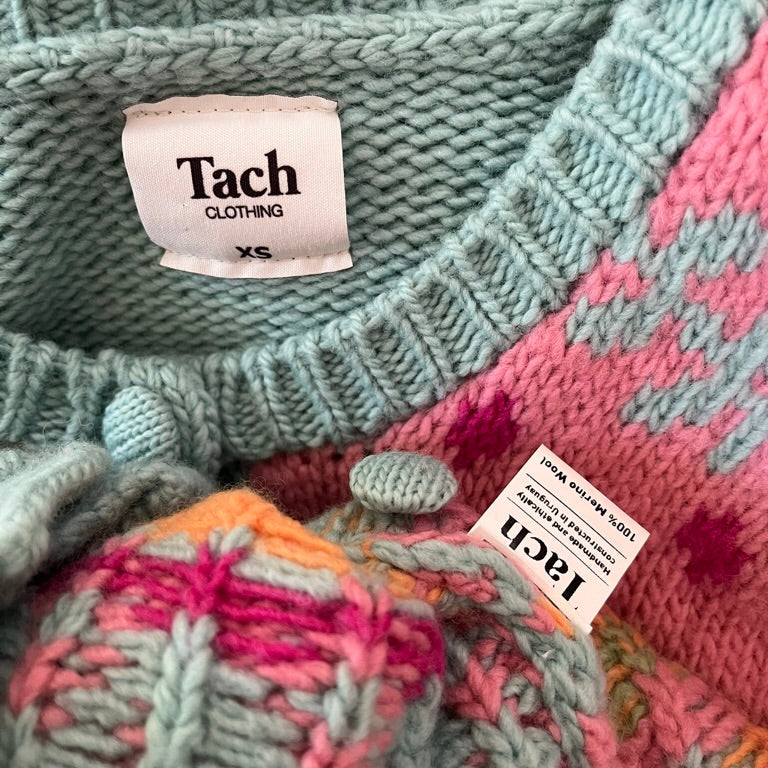 Tach
CLOTHING
XS
Tach
Handmade and ethically
constructed in Uruguay
100% Merino Wool